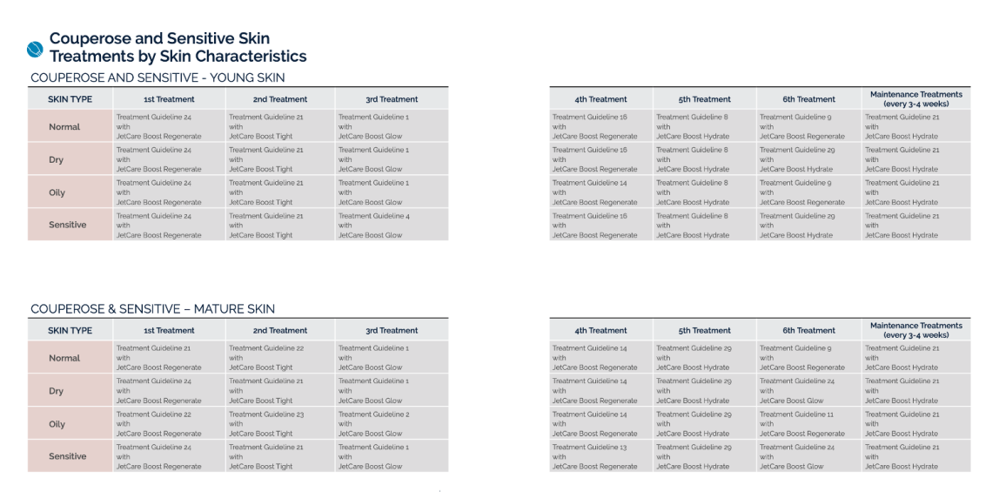 Couperose and Sensitive Skin
Treatments by Skin Characteristics
COUPEROSE AND SENSITIVE - YOUNG SKIN
SKIN TYPE 1st Treatment 2nd Treatment 3rd Treatment 4th Treatment 5th Treatment 6th Treatment Maintenance Treatments
(every 3-4 weeks)
Treatment Guideline 24 Treatment Guideline 21 Treatment Guideline 1 Treatment Guideline 16 Treatment Guideline 8 Treatment Guideline 9 Treatment Guideline 21
Normal with with with with with with with
JetCare Boost Regenerate JetCare Boost Tight JetCare Boost Glow JetCare Boost Regenerate JetCare Boost Hydrate JetCare Boost Regenerate JetCare Boost Hydrate
Treatment Guideline 24 Treatment Guideline 21 Treatment Guideline 1 Treatment Guideline 16 Treatment Guideline 8 Treatment Guideline 29 Treatment Guideline 21
Dry with with with with with with with
JetCare Boost Regenerate JetCare Boost Tight JetCare Boost Glow JetCare Boost Regenerate JetCare Boost Hydrate JetCare Boost Hydrate JetCare Boost Hydrate
Treatment Guideline 24 Treatment Guideline 21 Treatment Guideline 1 Treatment Guideline 14 Treatment Guideline 8 Treatment Guideline 9 Treatment Guideline 21
Oily with with with with with with with
JetCare Boost Regenerate JetCare Boost Tight JetCare Boost Glow JetCare Boost Regenerate JetCare Boost Hydrate JetCare Boost Regenerate JetCare Boost Hydrate
Treatment Guideline 24 Treatment Guideline 21 Treatment Guideline 4 Treatment Guideline 16 Treatment Guideline 8 Treatment Guideline 29 Treatment Guideline 21
Sensitive with with with with with with with
JetCare Boost Regenerate JetCare Boost Tight JetCare Boost Glow JetCare Boost Regenerate JetCare Boost Hydrate JetCare Boost Hydrate JetCare Boost Hydrate
COUPEROSE & SENSITIVE – MATURE SKIN
SKIN TYPE 1st Treatment 2nd Treatment 3rd Treatment 4th Treatment 5th Treatment 6th Treatment Maintenance Treatments
(every 3-4 weeks)
Treatment Guideline 21 Treatment Guideline 22 Treatment Guideline 1 Treatment Guideline 14 Treatment Guideline 29 Treatment Guideline 9 Treatment Guideline 21
Normal with with with with with with with
JetCare Boost Regenerate JetCare Boost Tight JetCare Boost Glow JetCare Boost Regenerate JetCare Boost Hydrate JetCare Boost Regenerate JetCare Boost Hydrate
Treatment Guideline 24 Treatment Guideline 21 Treatment Guideline 1 Treatment Guideline 14 Treatment Guideline 29 Treatment Guideline 24 Treatment Guideline 21
Dry with with with with with with with
JetCare Boost Regenerate JetCare Boost Tight JetCare Boost Glow JetCare Boost Regenerate JetCare Boost Hydrate JetCare Boost Glow JetCare Boost Hydrate
Treatment Guideline 22 Treatment Guideline 23 Treatment Guideline 2 Treatment Guideline 14 Treatment Guideline 29 Treatment Guideline 11 Treatment Guideline 21
Oily with with with with with with with
JetCare Boost Regenerate JetCare Boost Tight JetCare Boost Glow JetCare Boost Regenerate JetCare Boost Hydrate JetCare Boost Regenerate JetCare Boost Hydrate
Treatment Guideline 24 Treatment Guideline 21 Treatment Guideline 1 Treatment Guideline 13 Treatment Guideline 29 Treatment Guideline 24 Treatment Guideline 21
Sensitive with with with with with with with
JetCare Boost Regenerate JetCare Boost Tight JetCare Boost Glow JetCare Boost Regenerate JetCare Boost Hydrate JetCare Boost Glow JetCare Boost Hydrate